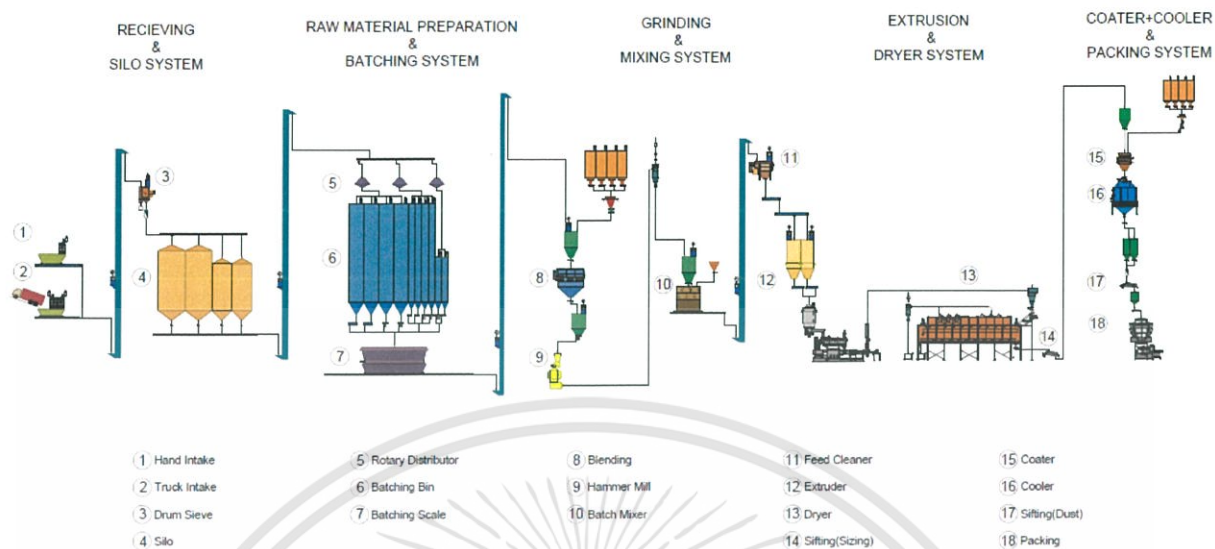 RECIEVING
&
SILO SYSTEM
RAW MATERIAL PREPARATION
&
BATCHING SYSTEM
GRINDING
&
MIXING SYSTEM
EXTRUSION
&
DRYER SYSTEM
COATER+COOLER
&
PACKING SYSTEM
1
2
3
4
5
6
7
8
9
10
11
12
13
14
15
16
17
18
1 Hand Intake
2 Truck Intake
3 Drum Sieve
4 Silo
5 Rotary Distributor
6 Batching Bin
7 Batching Scale
8 Blending
9 Hammer Mill
10 Batch Mixer
11 Feed Cleaner
12 Extruder
13 Dryer
14 Sifting(Sizing)
15 Coater
16 Cooler
17 Sifting(Dust)
18 Packing